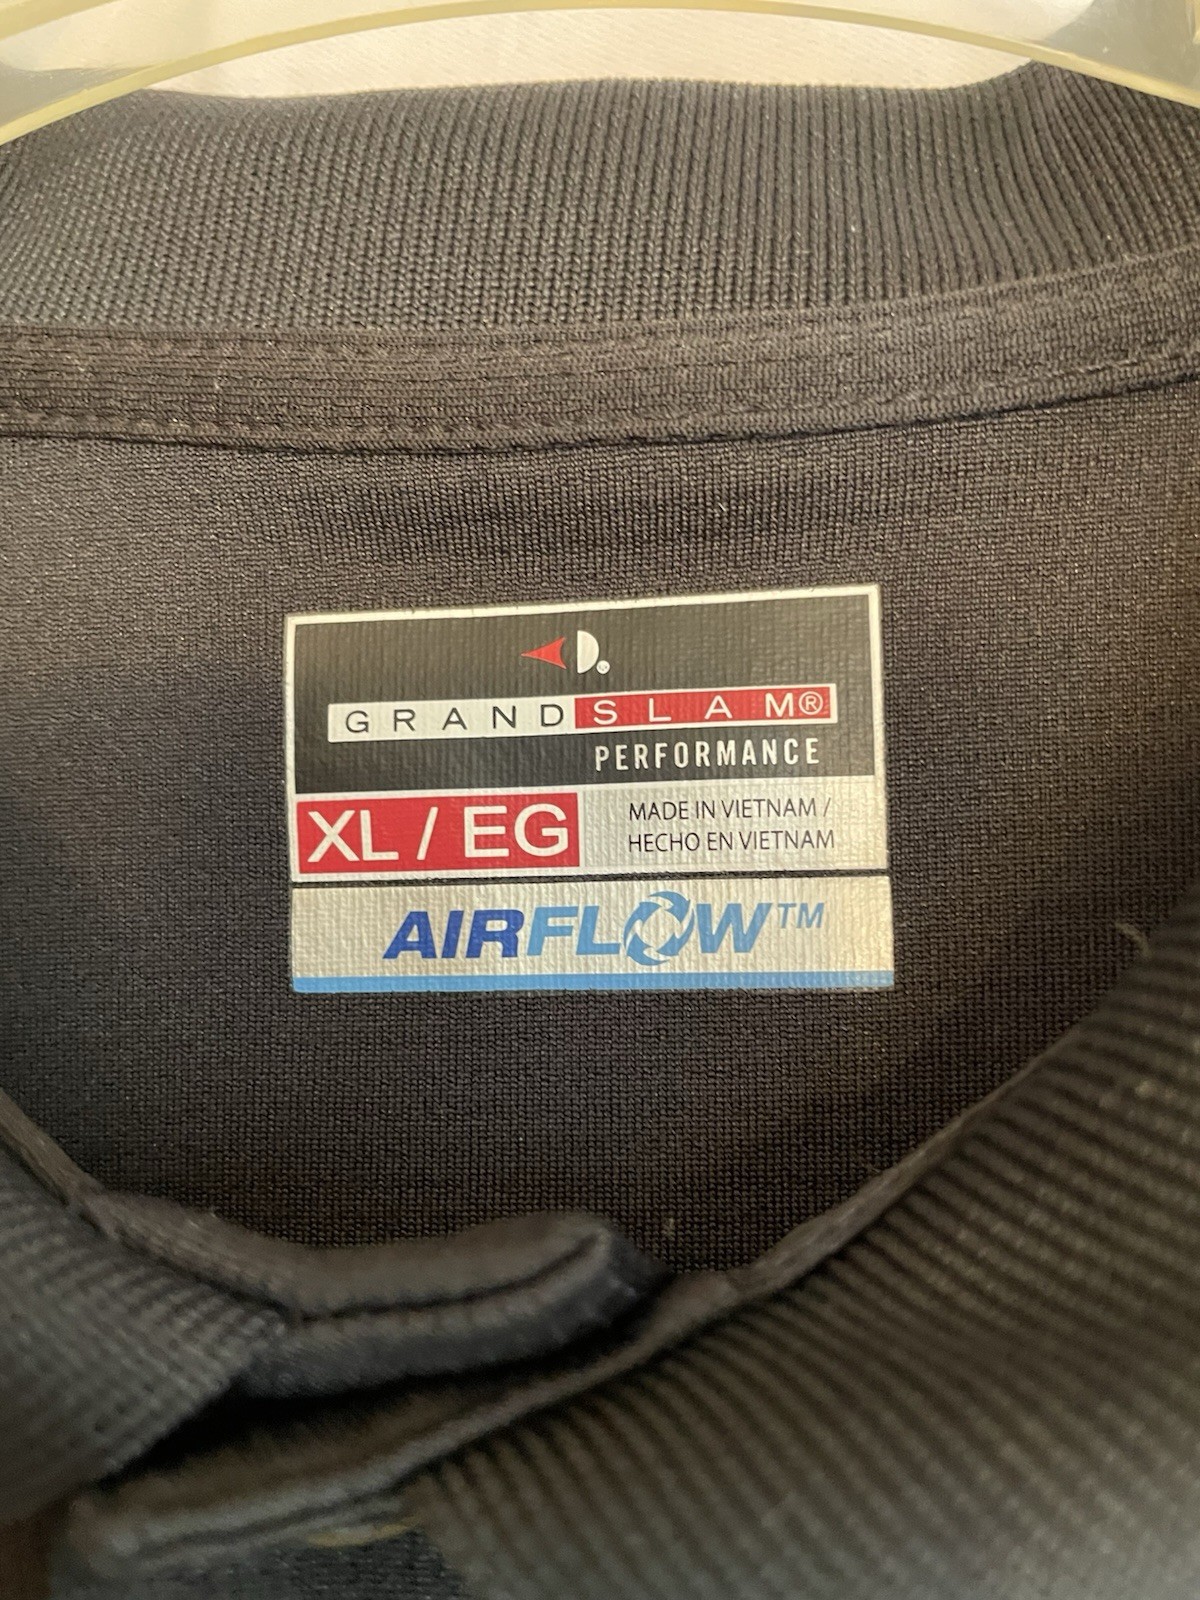 D.
GRANDSLAM®
PERFORMANCE
XL / EG
MADE IN VIETNAM /
HECHO EN VIETNAM
AIRFLOW™